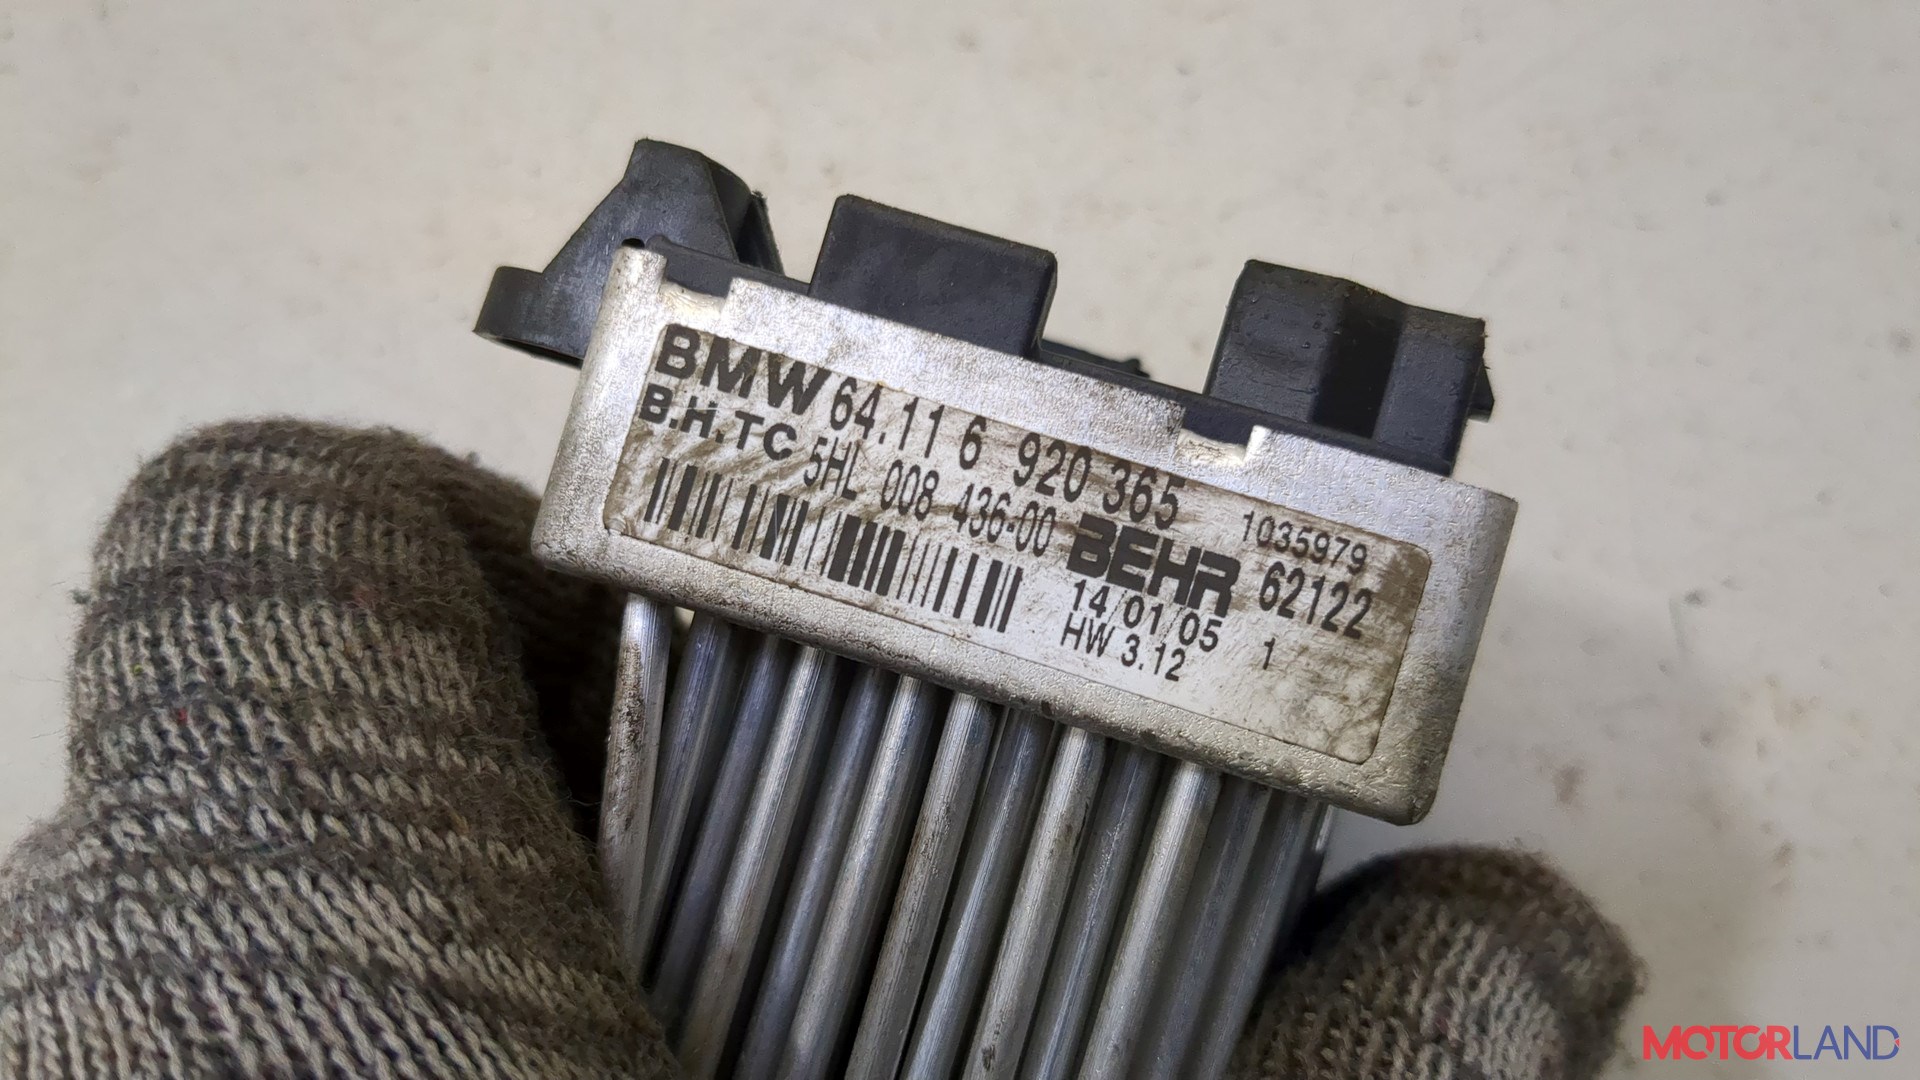 BMW 64.11 6 920 365
B.H.TC 5HL 008 436-00
BEHR
1035979
62122
14/01/05
HW 3.12
1
MOTORLAND